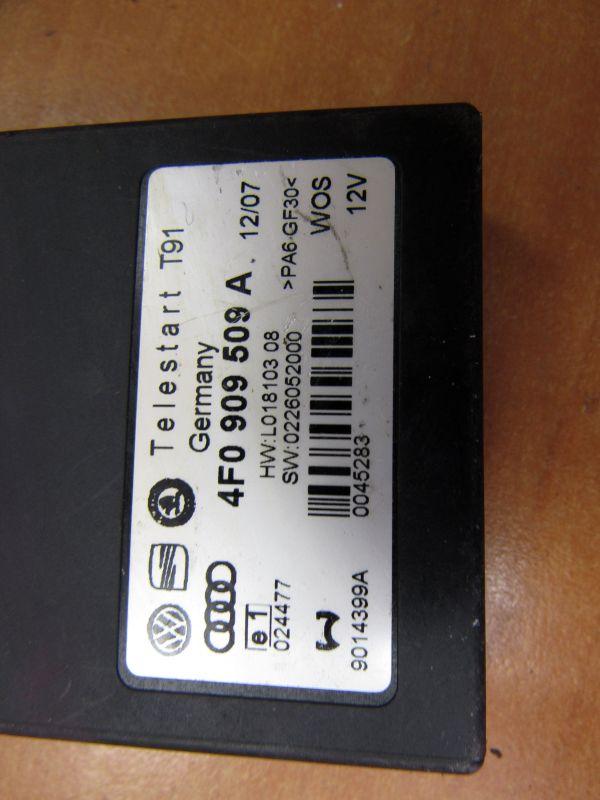 Telestart T91
Germany
4F0 909 509 A 12/07
e 1
HW:L018103 08 >PA6-GF30<
024477 SW:0226052000
WOS
12V
9014399A 0045283